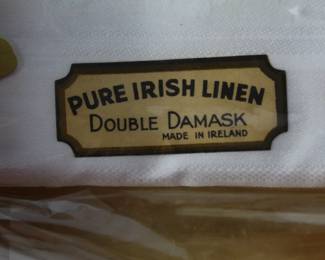 PURE IRISH LINEN
DOUBLE DAMASK
MADE IN IRELAND